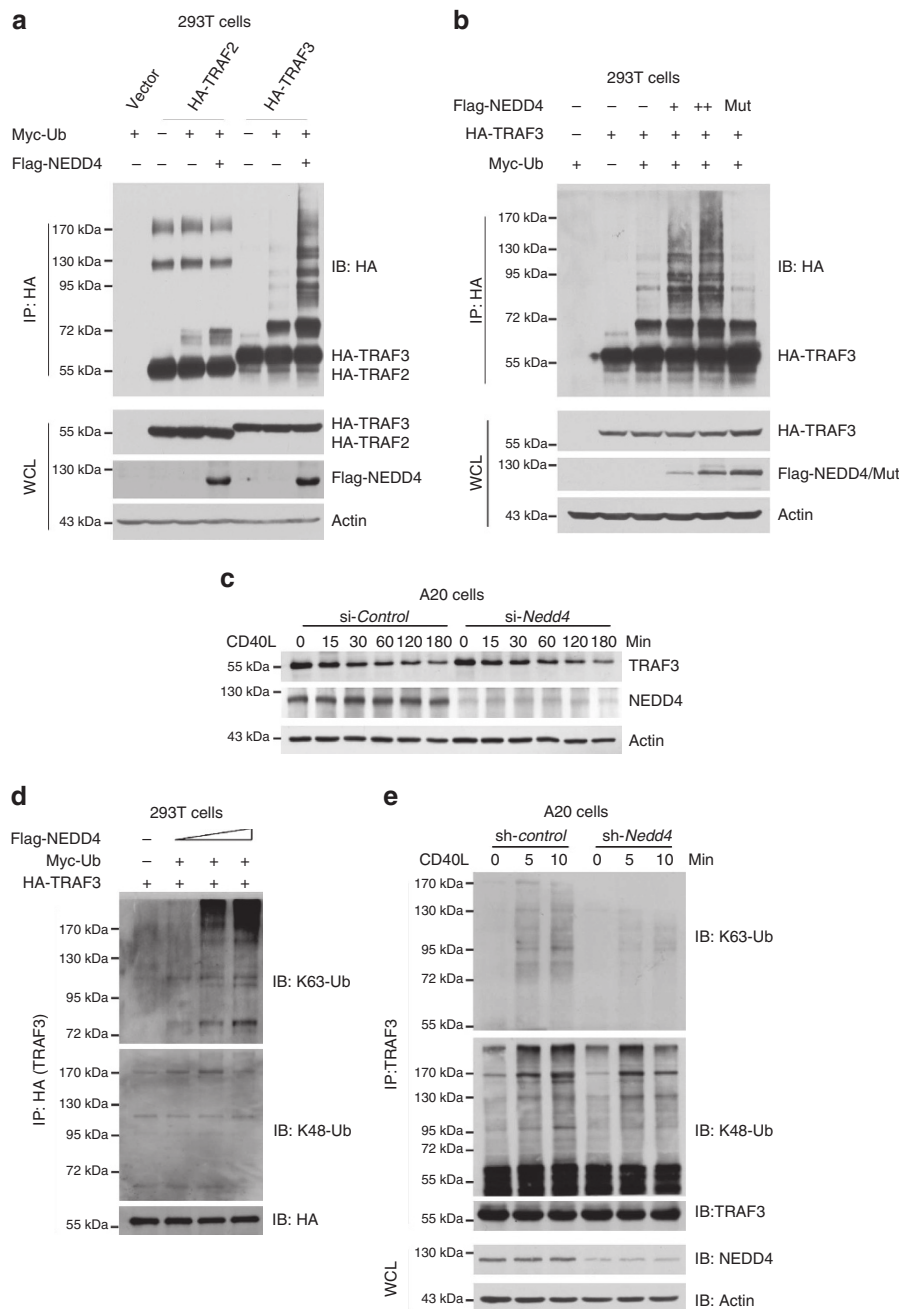 a
293T cells
Vector
HA-TRAF2
HA-TRAF3
Myc-Ub + – + + – + +
Flag-NEDD4 – – – + – – +
IP: HA
170 kDa
130 kDa
95 kDa
72 kDa
55 kDa
IB: HA
HA-TRAF3
HA-TRAF2
WCL
55 kDa
HA-TRAF3
HA-TRAF2
130 kDa
Flag-NEDD4
43 kDa
Actin
b
293T cells
Flag-NEDD4 – – – + ++ Mut
HA-TRAF3 – + + + + +
Myc-Ub + – + + + +
IP: HA
170 kDa
130 kDa
95 kDa
72 kDa
55 kDa
IB: HA
HA-TRAF3
WCL
55 kDa
HA-TRAF3
130 kDa
Flag-NEDD4/Mut
43 kDa
Actin
c
A20 cells
si-Control si-Nedd4
CD40L 0 15 30 60 120 180 0 15 30 60 120 180 Min
55 kDa
TRAF3
130 kDa
NEDD4
43 kDa
Actin
d
293T cells
Flag-NEDD4 –
Myc-Ub – + + +
HA-TRAF3 + + + +
IP: HA (TRAF3)
170 kDa
130 kDa
95 kDa
72 kDa
IB: K63-Ub
170 kDa
130 kDa
95 kDa
72 kDa
IB: K48-Ub
55 kDa
IB: HA
e
A20 cells
sh-control sh-Nedd4
CD40L 0 5 10 0 5 10 Min
IP:TRAF3
170 kDa
130 kDa
95 kDa
72 kDa
55 kDa
IB: K63-Ub
170 kDa
130 kDa
95 kDa
72 kDa
55 kDa
IB: K48-Ub
55 kDa
IB:TRAF3
WCL
130 kDa
IB: NEDD4
43 kDa
IB: Actin